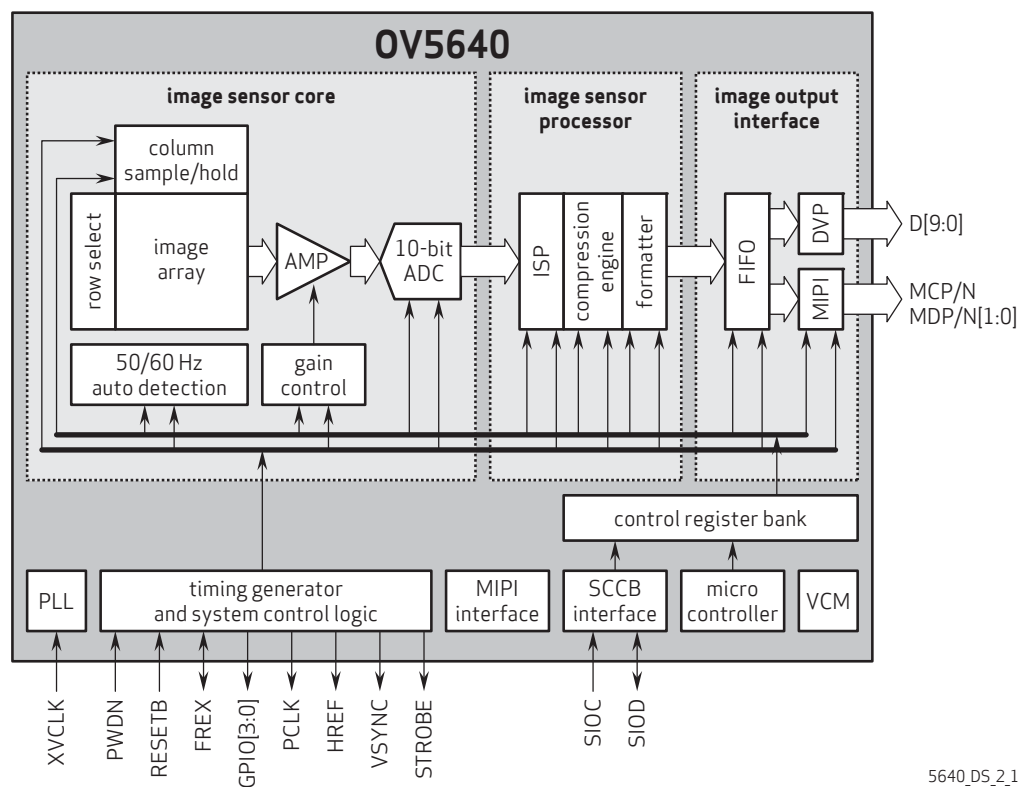 OV5640
image sensor core
image sensor
processor
image output
interface
column
sample/hold
row select
image
array
AMP
10-bit
ADC
ISP
compression
engine
formatter
FIFO
DVP
MIPI
D[9:0]
MCP/N
MDP/N[1:0]
50/60 Hz
auto detection
gain
control
control register bank
PLL
timing generator
and system control logic
MIPI
interface
SCCB
interface
micro
controller
VCM
XVCLK
PWDN
RESETB
FREX
GPIO[3:0]
PCLK
HREF
VSYNC
STROBE
SIOC
SIOD
5640_DS_2_1